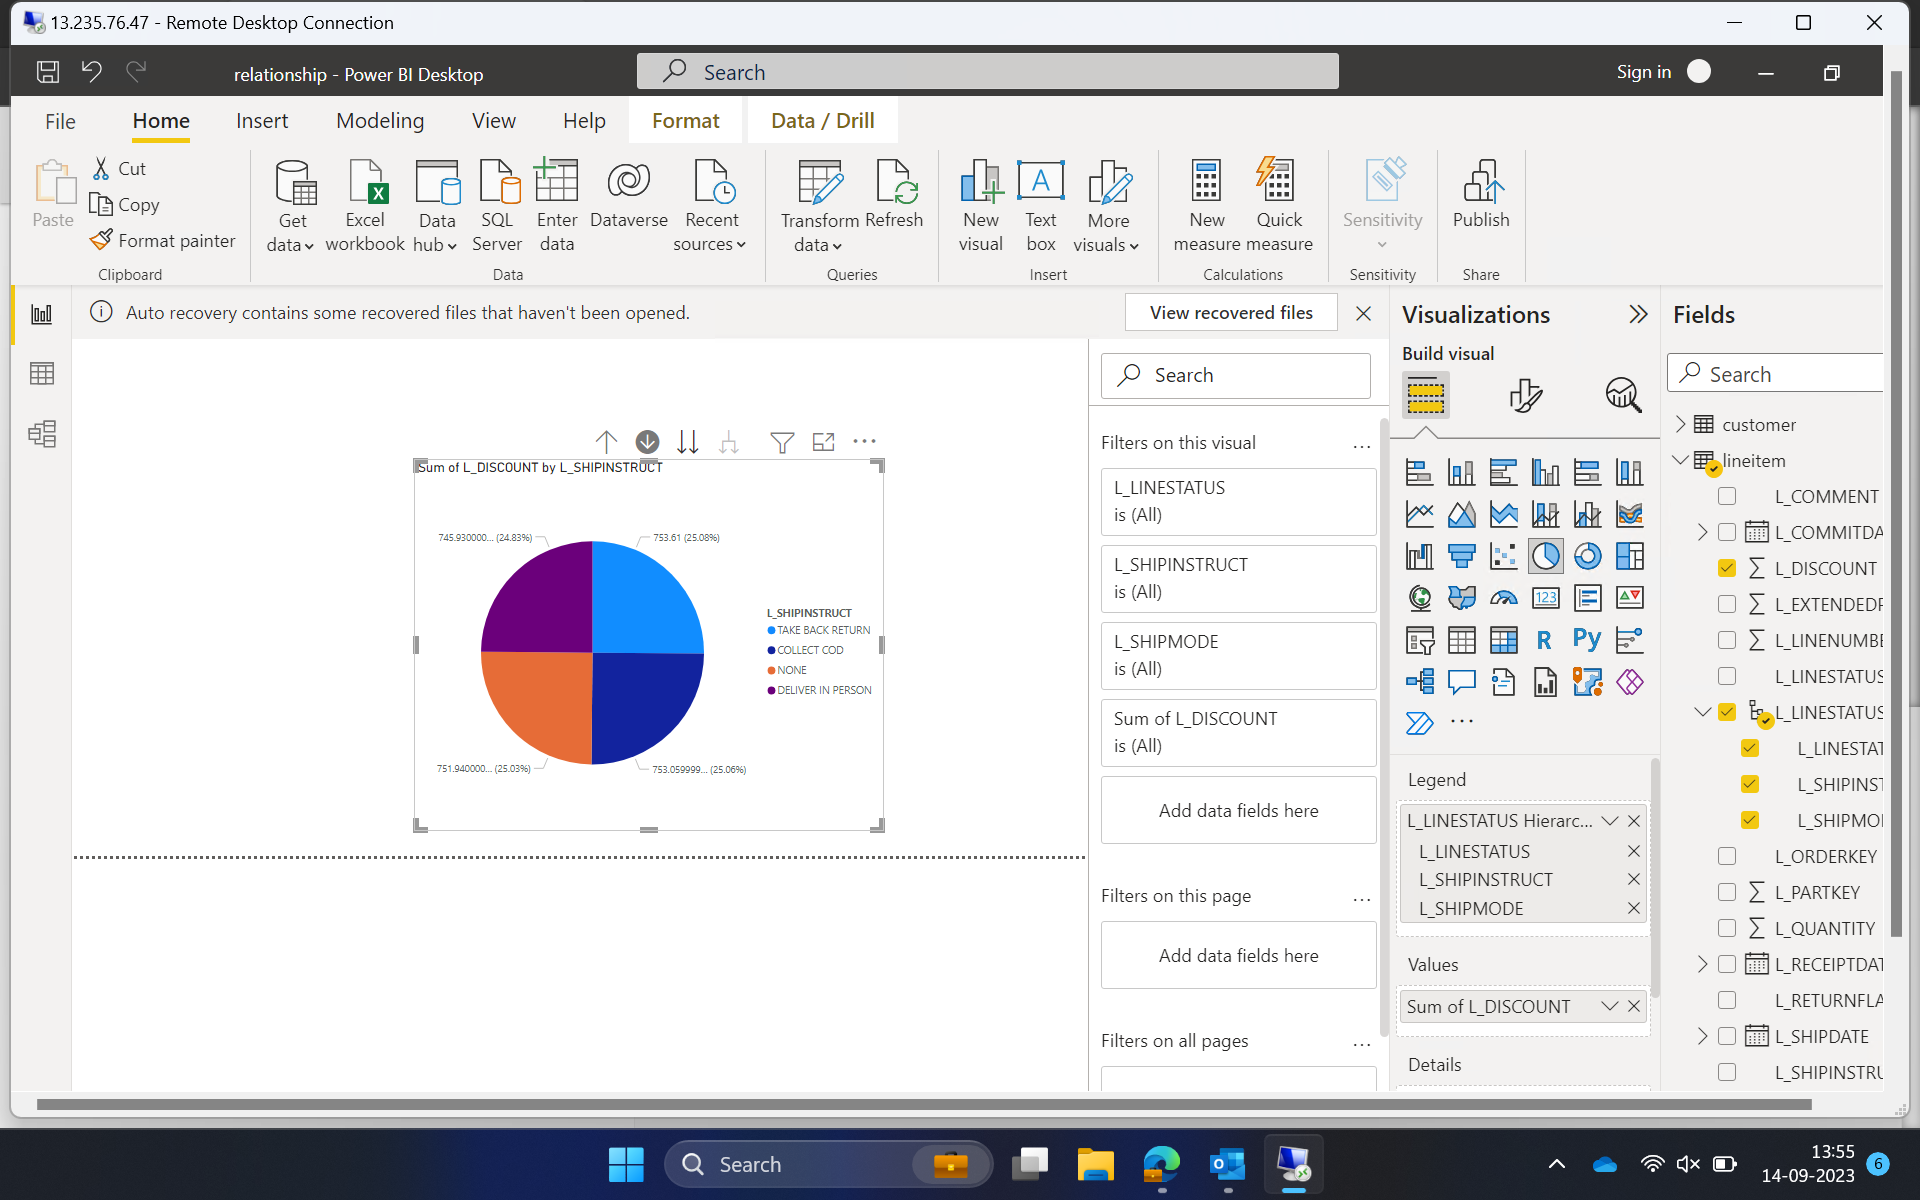 13.235.76.47 - Remote Desktop Connection
relationship - Power BI Desktop
Search
Sign in
File
Home
Insert
Modeling
View
Help
Format
Data / Drill
Paste
Cut
Copy
Format painter
Clipboard
Get data
Excel workbook
Data hub
SQL Server
Enter data
Dataverse
Recent sources
Data
Transform data
Refresh
Queries
New visual
Text box
More visuals
Insert
New measure
Quick measure
Calculations
Sensitivity
Sensitivity
Publish
Share
Auto recovery contains some recovered files that haven't been opened.
View recovered files
Sum of L_DISCOUNT by L_SHIPINSTRUCT
745.930000... (24.83%)
753.61 (25.08%)
751.940000... (25.03%)
753.059999... (25.06%)
L_SHIPINSTRUCT
TAKE BACK RETURN
COLLECT COD
NONE
DELIVER IN PERSON
Search
Filters on this visual
...
L_LINESTATUS
is (All)
L_SHIPINSTRUCT
is (All)
L_SHIPMODE
is (All)
Sum of L_DISCOUNT
is (All)
Add data fields here
Filters on this page
...
Add data fields here
Filters on all pages
...
Visualizations
Build visual
123
R
Py
...
Legend
L_LINESTATUS Hierarc...
L_LINESTATUS
L_SHIPINSTRUCT
L_SHIPMODE
Values
Sum of L_DISCOUNT
Details
Fields
Search
customer
lineitem
L_COMMENT
L_COMMITDA
L_DISCOUNT
L_EXTENDEDP
L_LINENUMBE
L_LINESTATUS
L_LINESTATUS
L_LINESTAT
L_SHIPINST
L_SHIPMO
L_ORDERKEY
L_PARTKEY
L_QUANTITY
L_RECEIPTDAT
L_RETURNFLA
L_SHIPDATE
L_SHIPINSTRU
Search
13:55
14-09-2023
6